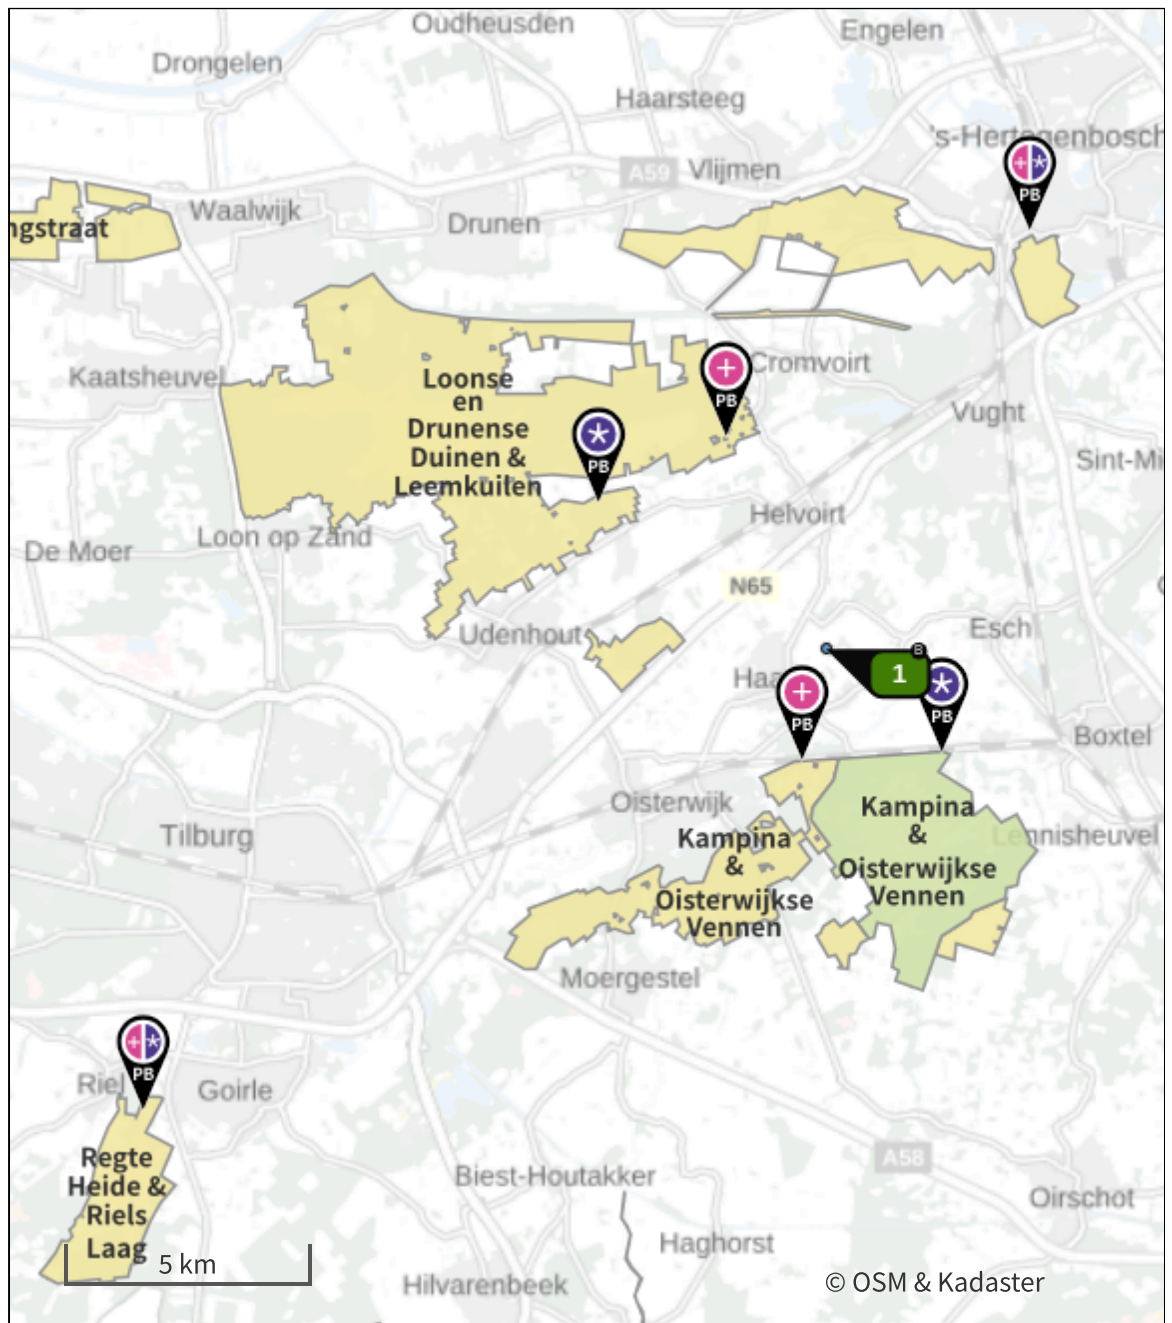 Oudheusden
Engelen
Drongelen
Haarsteeg
's-Hertogenbosch
A59
Vlijmen
PB
Waalwijk
Drunen
ngstraat
Cromvoirt
Kaatsheuvel
Loonse
en
Drunense
Duinen &
Leemkuilen
PB
PB
Vught
Sint-Mi
Helvoirt
Loon op Zand
De Moer
N65
Udenhout
Esch
B
1
Haa
PB
PB
Boxtel
Oisterwijk
Kampina
&
Oisterwijkse
Vennen
Kampina
&
Oisterwijkse
Vennen
Lennisheuvel
Tilburg
Moergestel
PB
Riel
Goirle
Regte
Heide &
Riels
Laag
A58
Biest-Houtakker
Oirschot
Haghorst
5 km
Hilvarenbeek
© OSM & Kadaster